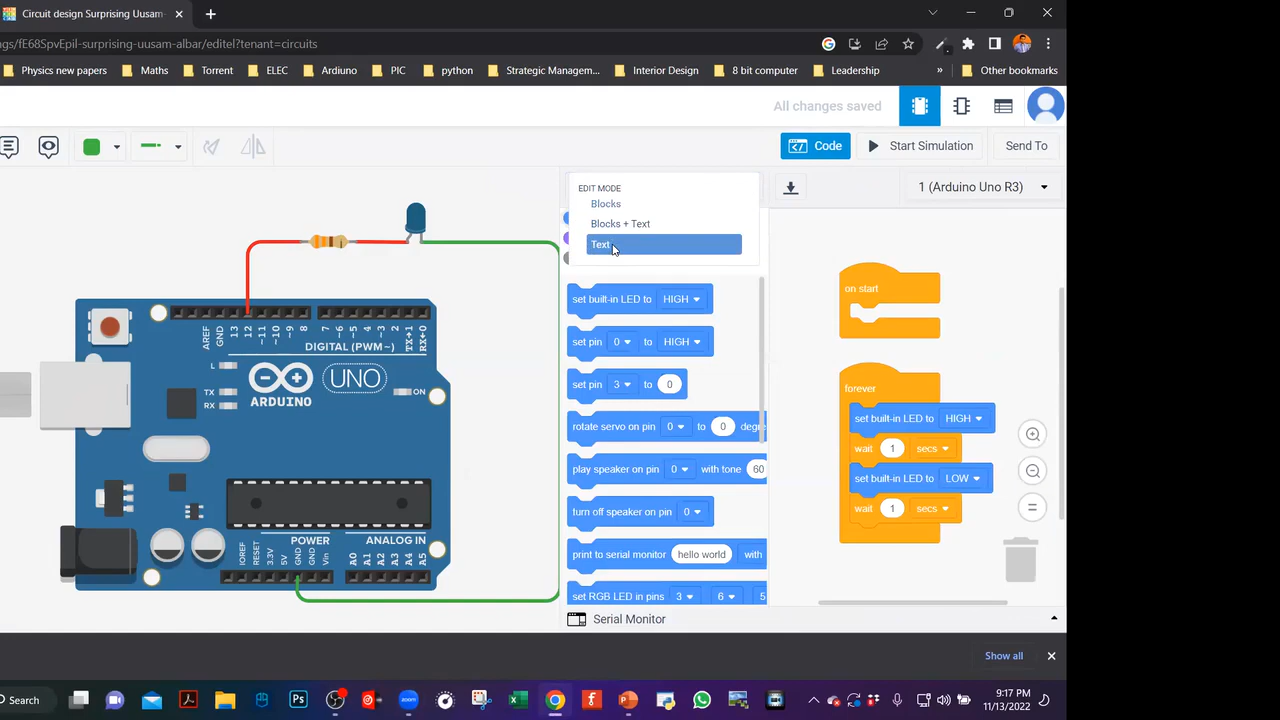 Circuit design Surprising Uusam-
ngs/fE68SpvEpil-surprising-uusam-albar/editel?tenant=circuits
Physics new papers Maths Torrent ELEC Ardiuno PIC python Strategic Managem... Interior Design 8 bit computer Leadership » Other bookmarks
All changes saved
Code Start Simulation Send To
1 (Arduino Uno R3)
EDIT MODE
Blocks
Blocks + Text
Text
set built-in LED to HIGH
set pin 0 to HIGH
set pin 3 to 0
rotate servo on pin 0 to 0 degre
play speaker on pin 0 with tone 60
turn off speaker on pin 0
print to serial monitor hello world with
set RGB LED in pins 3 6 5
on start
forever
set built-in LED to HIGH
wait 1 secs
set built-in LED to LOW
wait 1 secs
AREF
GND
13
12
~11
~10
~9
8
7
~6
~5
4
~3
2
TX→1
RX←0
DIGITAL (PWM~)
L
TX
RX
UNO
ARDUINO
ON
POWER
ANALOG IN
IOREF
RESET
3.3V
5V
GND
GND
Vin
A0
A1
A2
A3
A4
A5
Serial Monitor
Show all
Search
9:17 PM
11/13/2022